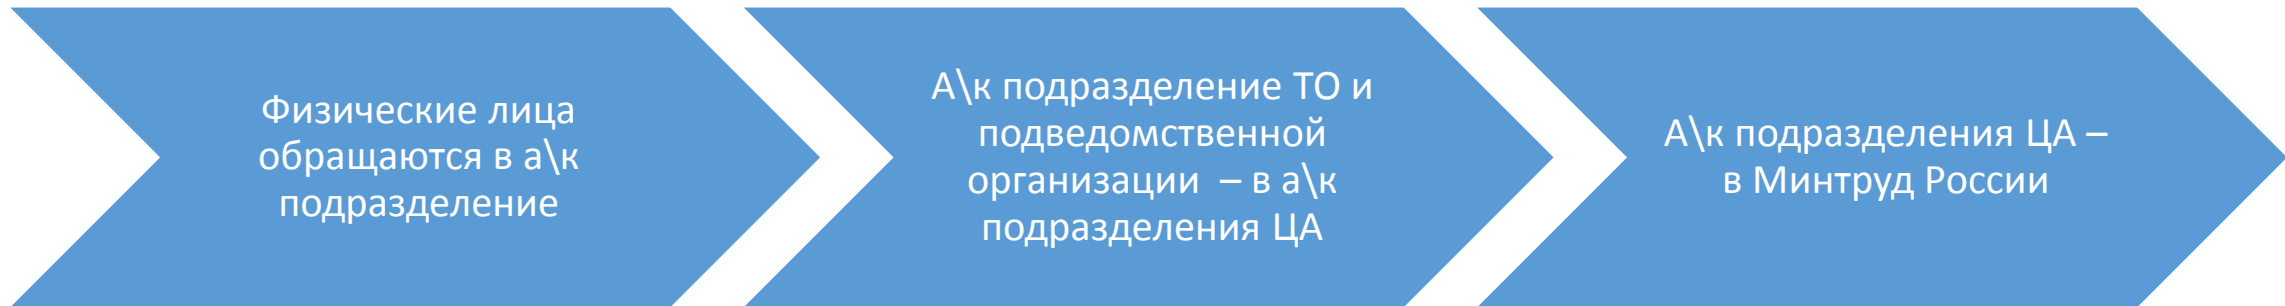 Физические лица
обращаются в а\к
подразделение
А\к подразделение ТО и
подведомственной
организации – в а\к
подразделения ЦА
А\к подразделения ЦА –
в Минтруд России